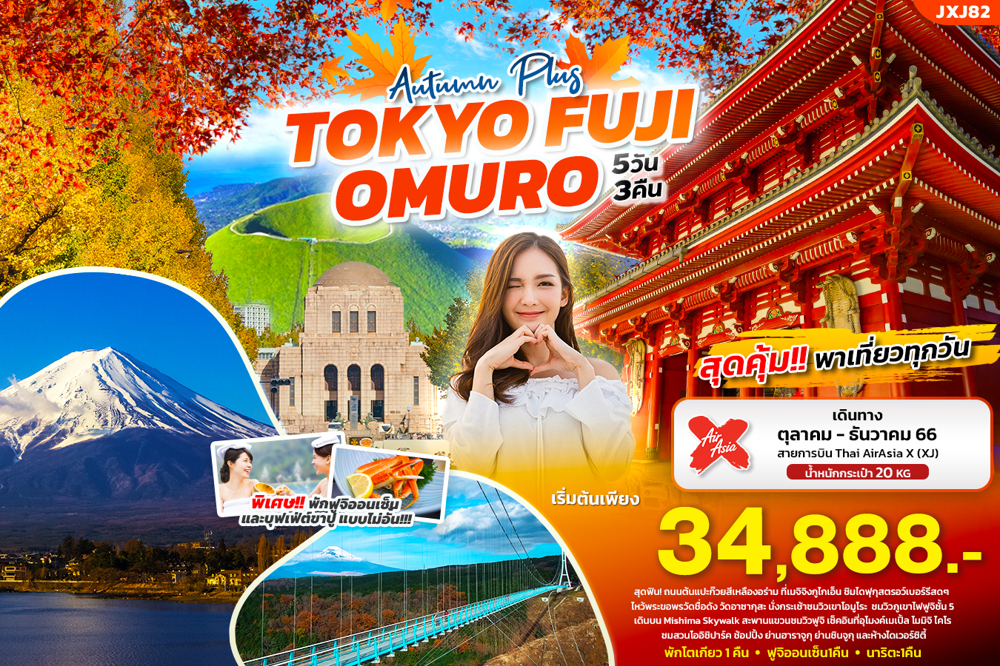 JXJ82
Autumn Plus
TOKYO FUJI
OMURO
5วัน
3คืน
สุดคุ้ม!! พาเที่ยวทุกวัน
Air
Asia
X
เดินทาง
ตุลาคม - ธันวาคม 66
สายการบิน Thai AirAsia X (XJ)
น้ำหนักกระเป๋า 20 KG
พิเศษ!! พักฟูจิออนเซ็น
และบุฟเฟ่ต์ขาปู แบบไม่อั้น!!!
เริ่มต้นเพียง
34,888.-
สุดฟิน! ถนนต้นแปะก๊วยสีเหลืองอร่าม ที่เมจิจิงกูไกเอ็น ชิมไดฟุกุสตรอว์เบอร์รีสดๆ
ไหว้พระขอพรวัดชื่อดัง วัดอาซากุสะ นั่งกระเช้าชมวิวเขาโอมูโระ ชมวิวภูเขาไฟฟูจิชั้น 5
เดินบน Mishima Skywalk สะพานแขวนชมวิวฟูจิ เช็คอินที่อุโมงค์เมเปิ้ล โมมิจิ ไคโร
ชมสวนโออิชิปาร์ค ช้อปปิ้ง ย่านฮาราจุกุ ย่านชินจุกุ และห้างไดเวอร์ซิตี้
พักโตเกียว 1 คืน • ฟูจิออนเซ็น1คืน • นาริตะ1คืน